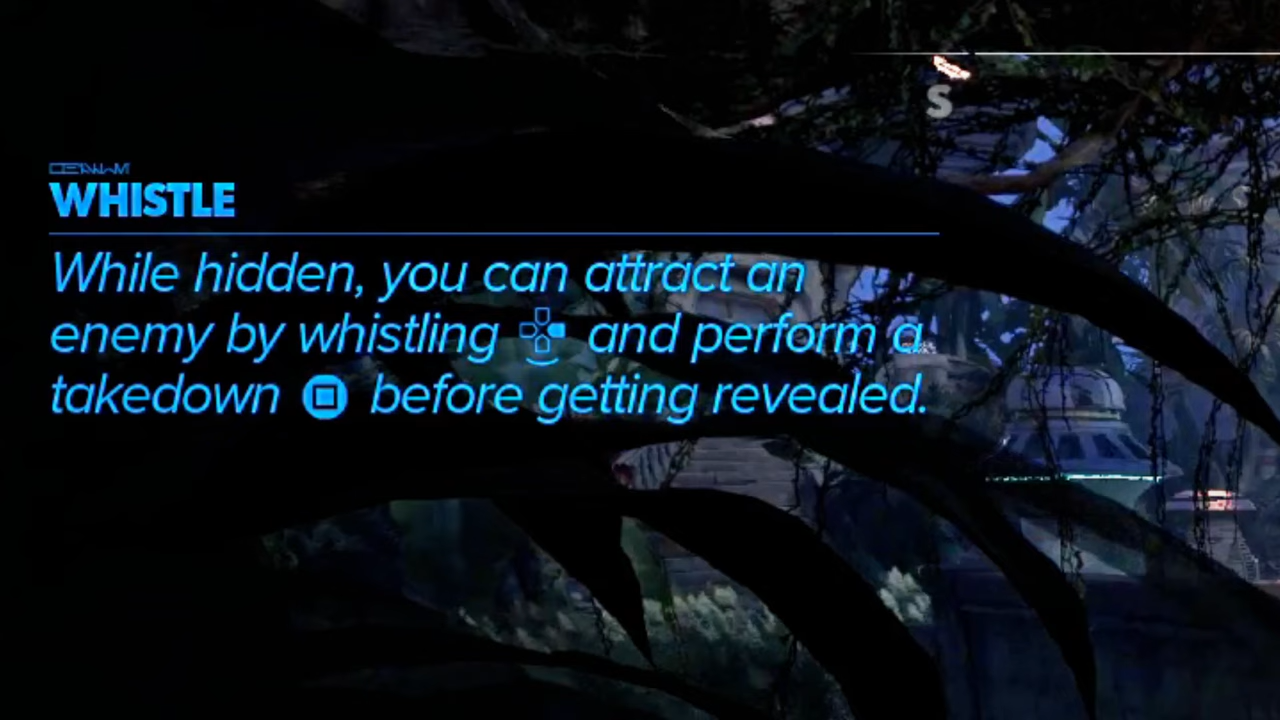 S
WHISTLE
While hidden, you can attract an
enemy by whistling and perform a
takedown before getting revealed.